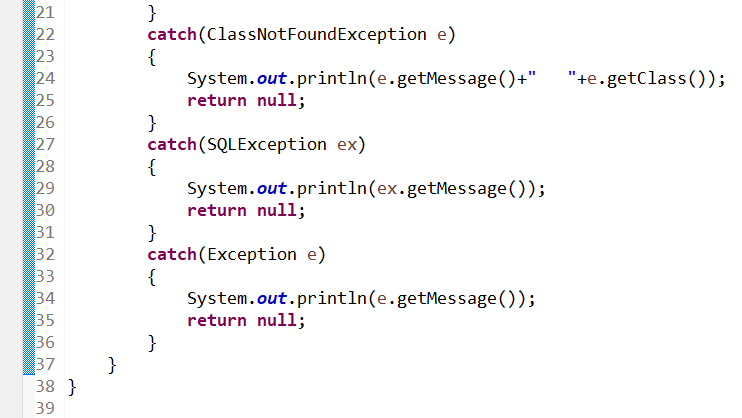 21         }
22         catch(ClassNotFoundException e)
23         {
24             System.out.println(e.getMessage()+"   "+e.getClass());
25             return null;
26         }
27         catch(SQLException ex)
28         {
29             System.out.println(ex.getMessage());
30             return null;
31         }
32         catch(Exception e)
33         {
34             System.out.println(e.getMessage());
35             return null;
36         }
37     }
38 }
39